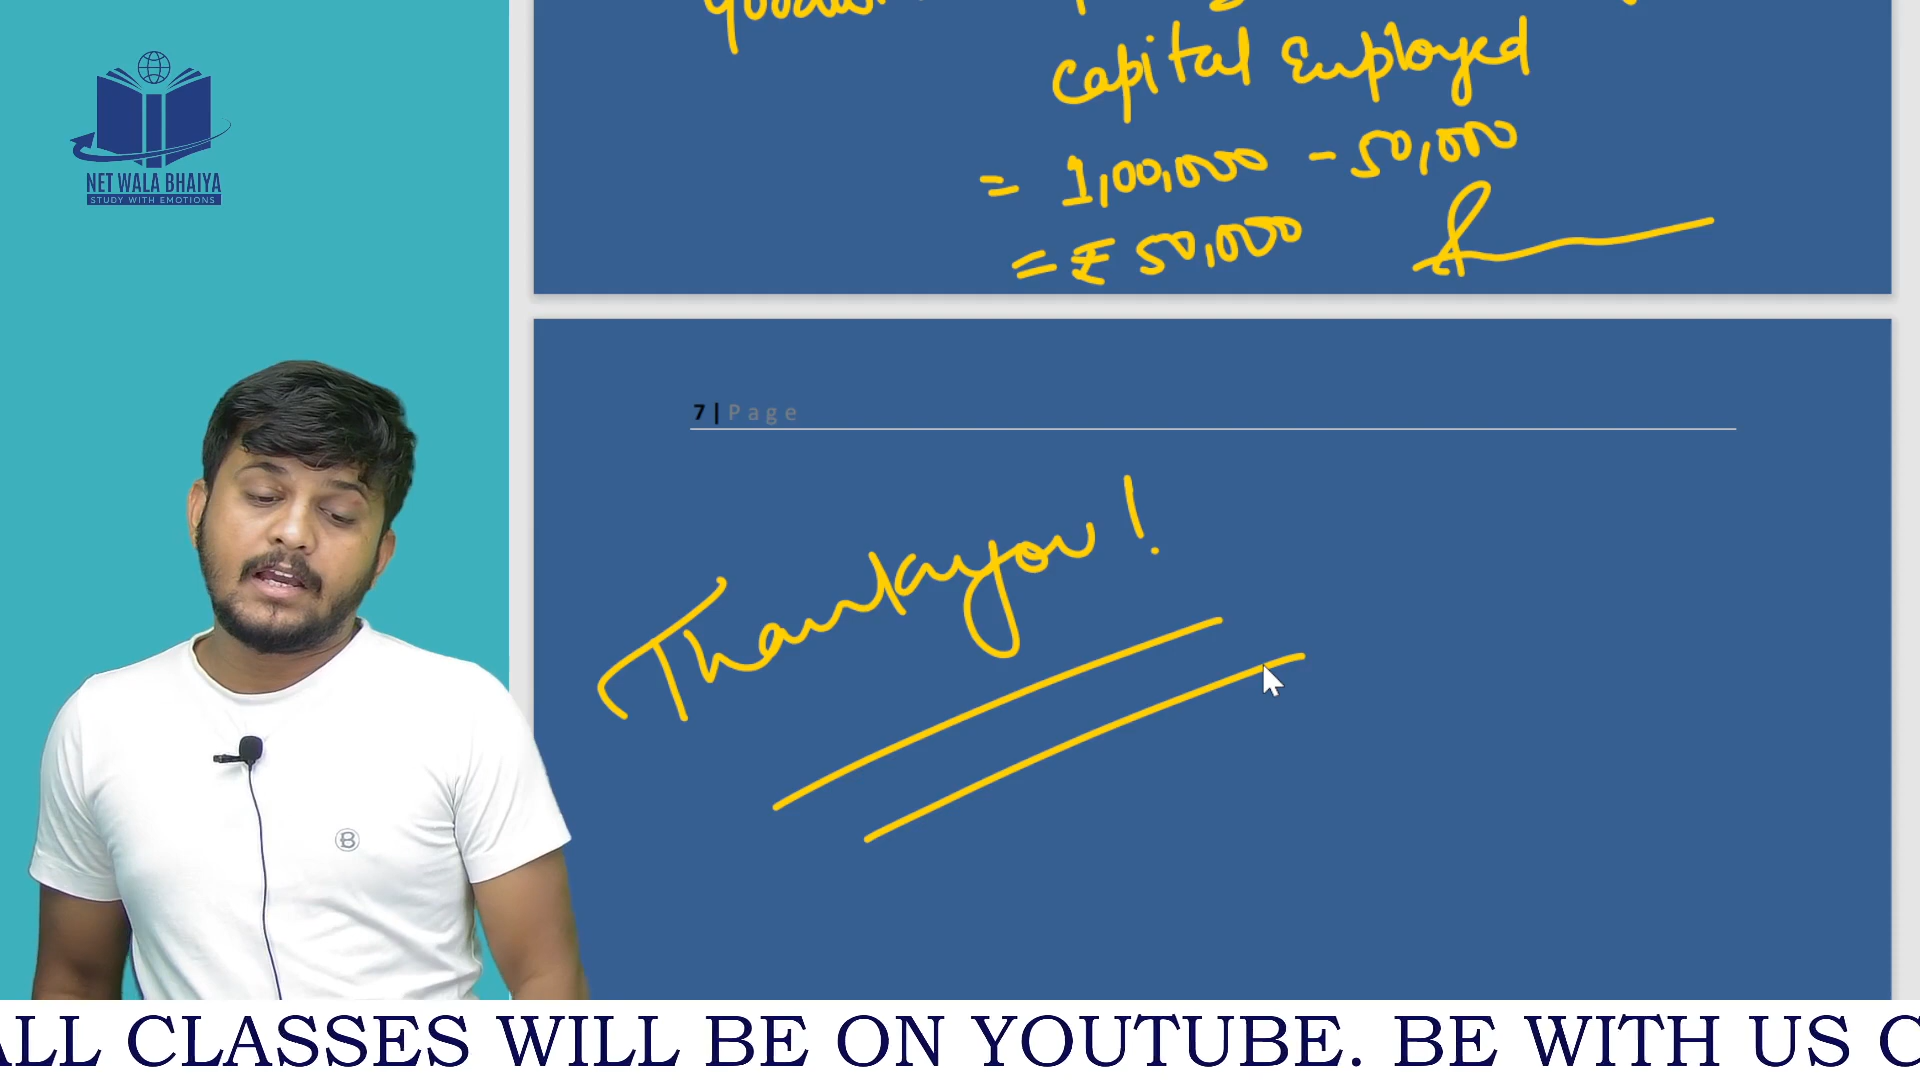 Capital Employed
= 1,00,000 - 50,000
= ₹ 50,000
NET WALA BHAIYA
STUDY WITH EMOTIONS
7 | Page
Thankyou!
B
ALL CLASSES WILL BE ON YOUTUBE. BE WITH US